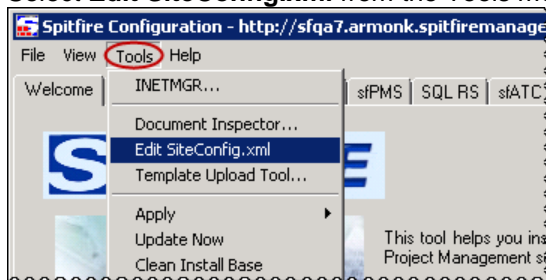 Spitfire Configuration - http://sfqa7.armonk.spitfiremanage
File View Tools Help
Welcome
sfPMS SQL RS sfATC
INETMGR...
Document Inspector...
Edit SiteConfig.xml
Template Upload Tool...
Apply
Update Now
Clean Install Base
S
E
This tool helps you ins
Project Management si